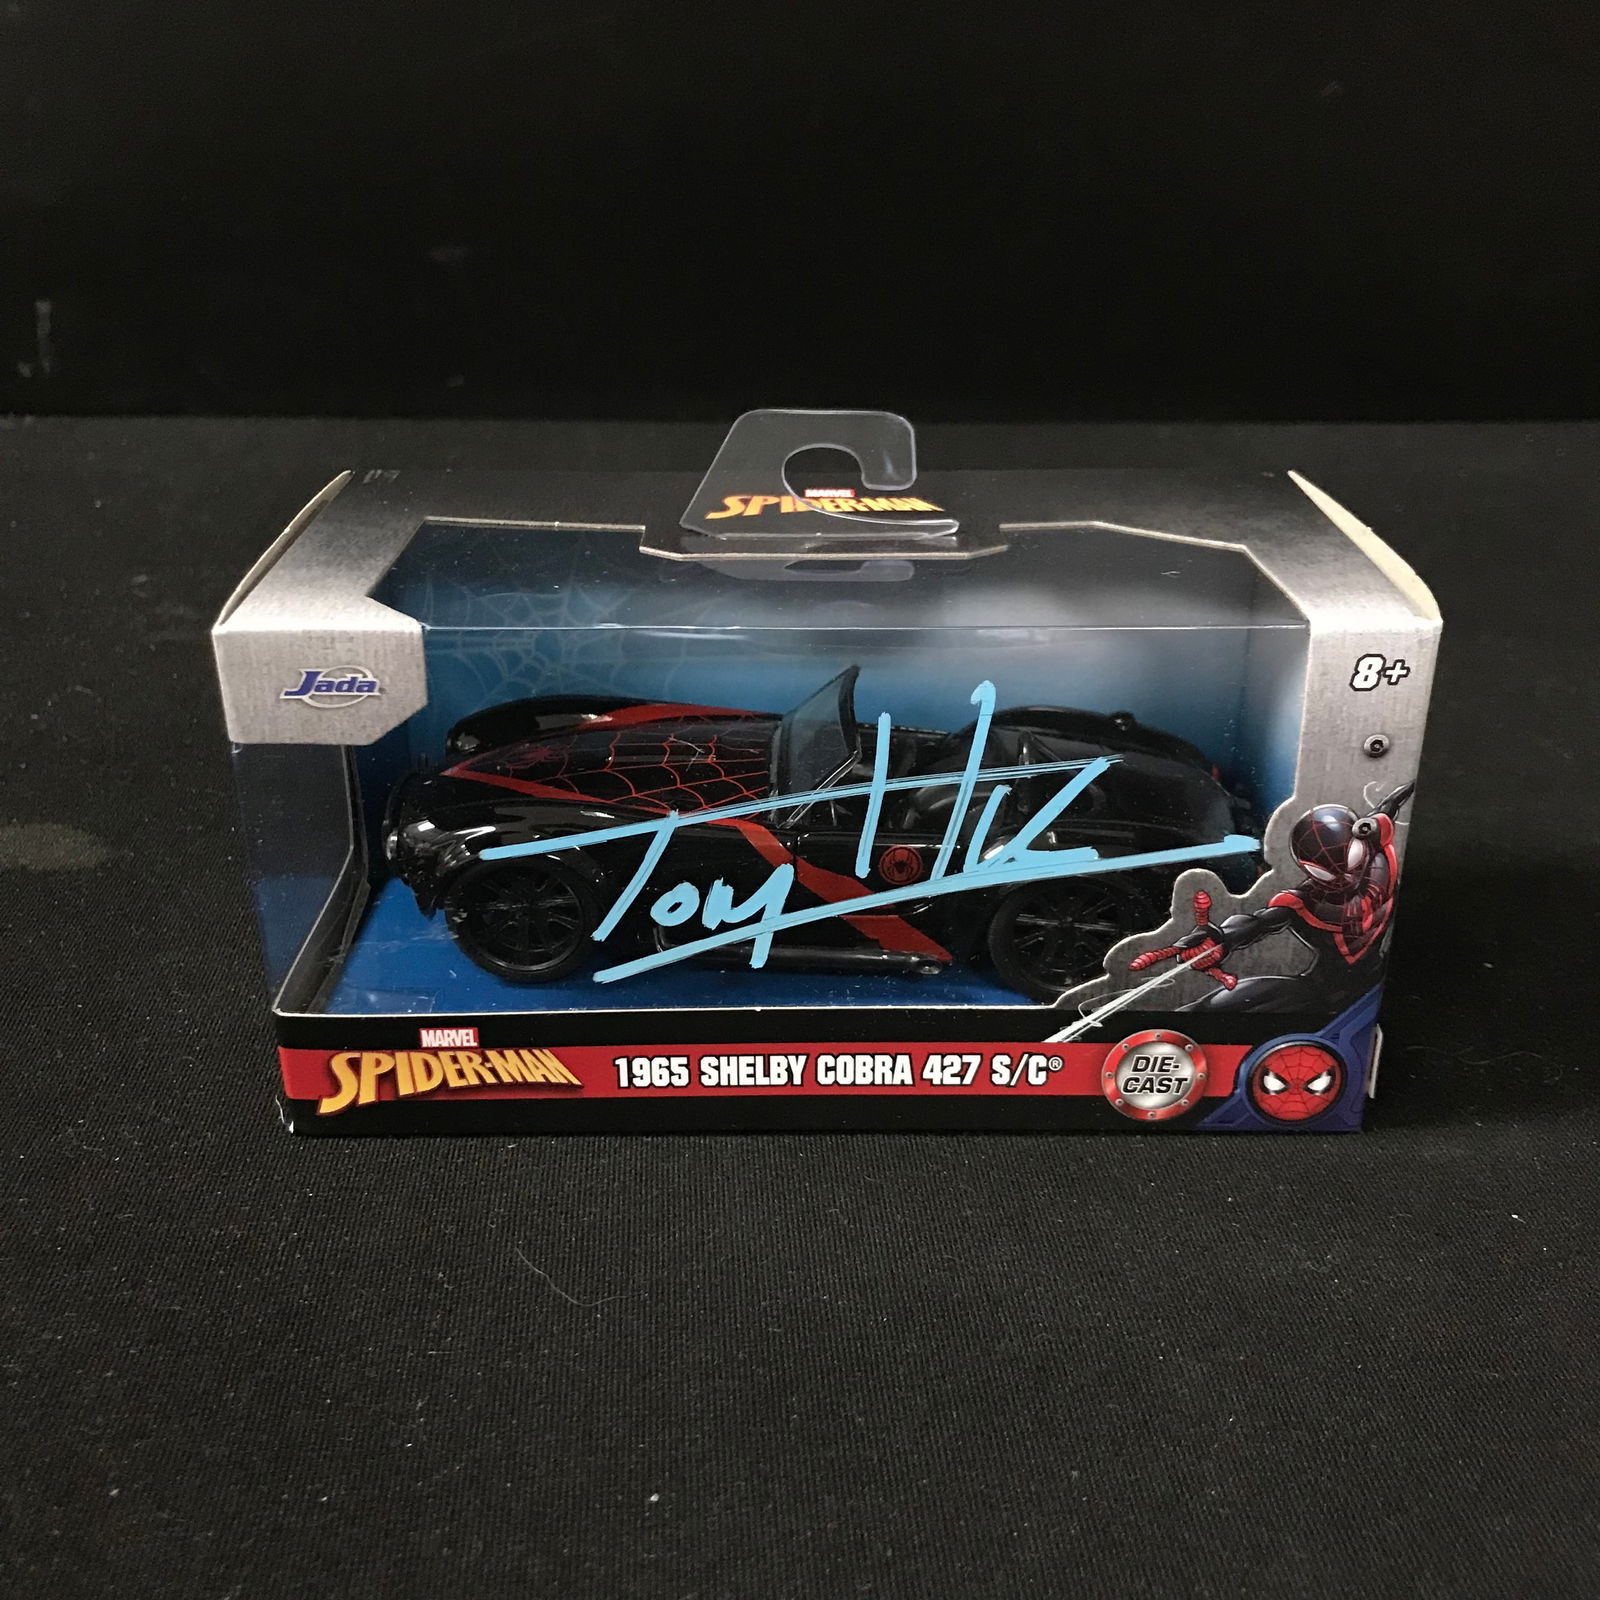 MARVEL
SPIDER-MAN
Jada
8+
Tom
MARVEL
SPIDER-MAN
1965 SHELBY COBRA 427 S/C®
DIE-
CAST